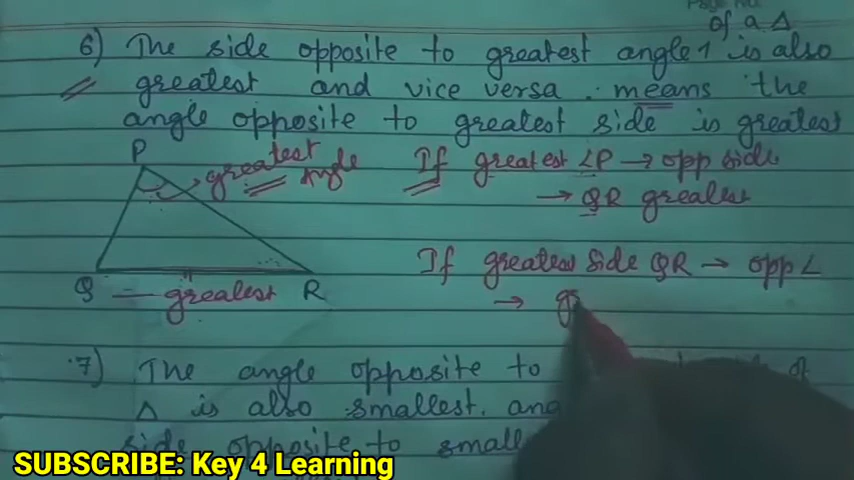 of a Δ
6) The side opposite to greatest angle ↑ is also
greatest and vice versa. means the
angle opposite to greatest side is greatest
P
greatest angle
If greatest ∠P → opp side
→ QR greatest
Q — greatest R
If greatest side QR → opp ∠
→
7) The angle opposite to of
Δ is also smallest. and
side opposite to
SUBSCRIBE: Key 4 Learning